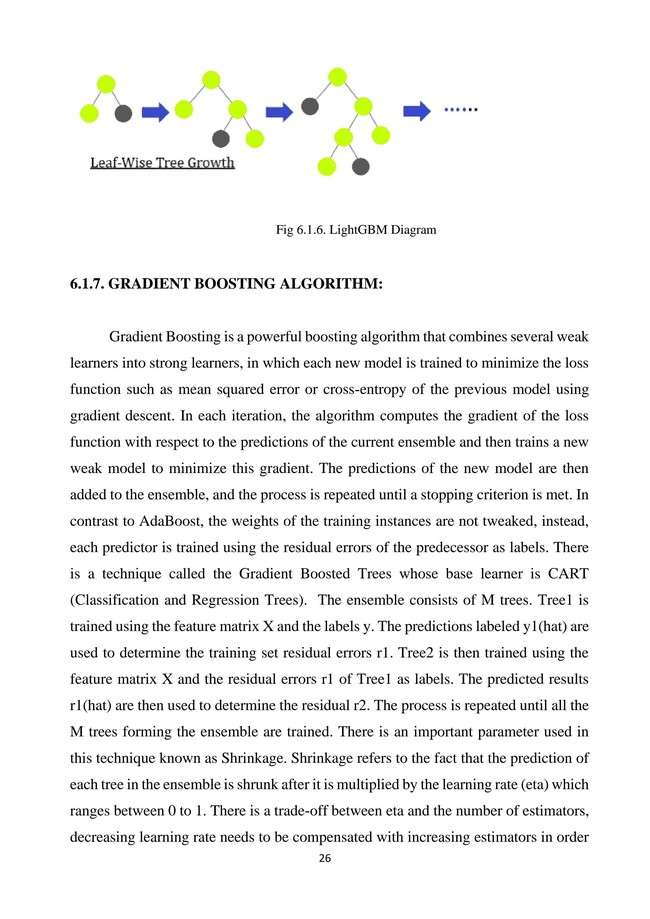 Leaf-Wise Tree Growth
Fig 6.1.6. LightGBM Diagram
6.1.7. GRADIENT BOOSTING ALGORITHM:
Gradient Boosting is a powerful boosting algorithm that combines several weak
learners into strong learners, in which each new model is trained to minimize the loss
function such as mean squared error or cross-entropy of the previous model using
gradient descent. In each iteration, the algorithm computes the gradient of the loss
function with respect to the predictions of the current ensemble and then trains a new
weak model to minimize this gradient. The predictions of the new model are then
added to the ensemble, and the process is repeated until a stopping criterion is met. In
contrast to AdaBoost, the weights of the training instances are not tweaked, instead,
each predictor is trained using the residual errors of the predecessor as labels. There
is a technique called the Gradient Boosted Trees whose base learner is CART
(Classification and Regression Trees).  The ensemble consists of M trees. Tree1 is
trained using the feature matrix X and the labels y. The predictions labeled y1(hat) are
used to determine the training set residual errors r1. Tree2 is then trained using the
feature matrix X and the residual errors r1 of Tree1 as labels. The predicted results
r1(hat) are then used to determine the residual r2. The process is repeated until all the
M trees forming the ensemble are trained. There is an important parameter used in
this technique known as Shrinkage. Shrinkage refers to the fact that the prediction of
each tree in the ensemble is shrunk after it is multiplied by the learning rate (eta) which
ranges between 0 to 1. There is a trade-off between eta and the number of estimators,
decreasing learning rate needs to be compensated with increasing estimators in order
26